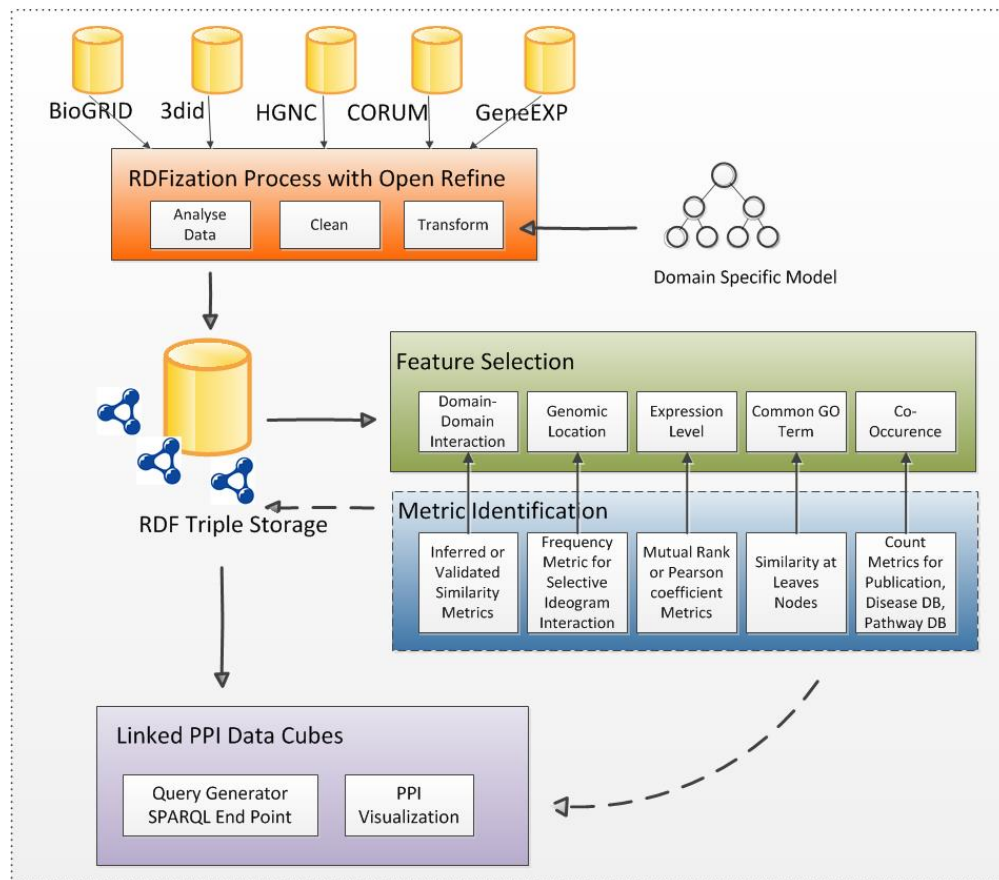 BioGRID
3did
HGNC
CORUM
GeneEXP
RDFization Process with Open Refine
Analyse
Data
Clean
Transform
Domain Specific Model
Feature Selection
Domain-
Domain
Interaction
Genomic
Location
Expression
Level
Common GO
Term
Co-
Occurence
RDF Triple Storage
Metric Identification
Inferred or
Validated
Similarity
Metrics
Frequency
Metric for
Selective
Ideogram
Interaction
Mutual Rank
or Pearson
coefficient
Metrics
Similarity at
Leaves
Nodes
Count
Metrics for
Publication,
Disease DB,
Pathway DB
Linked PPI Data Cubes
Query Generator
SPARQL End Point
PPI
Visualization